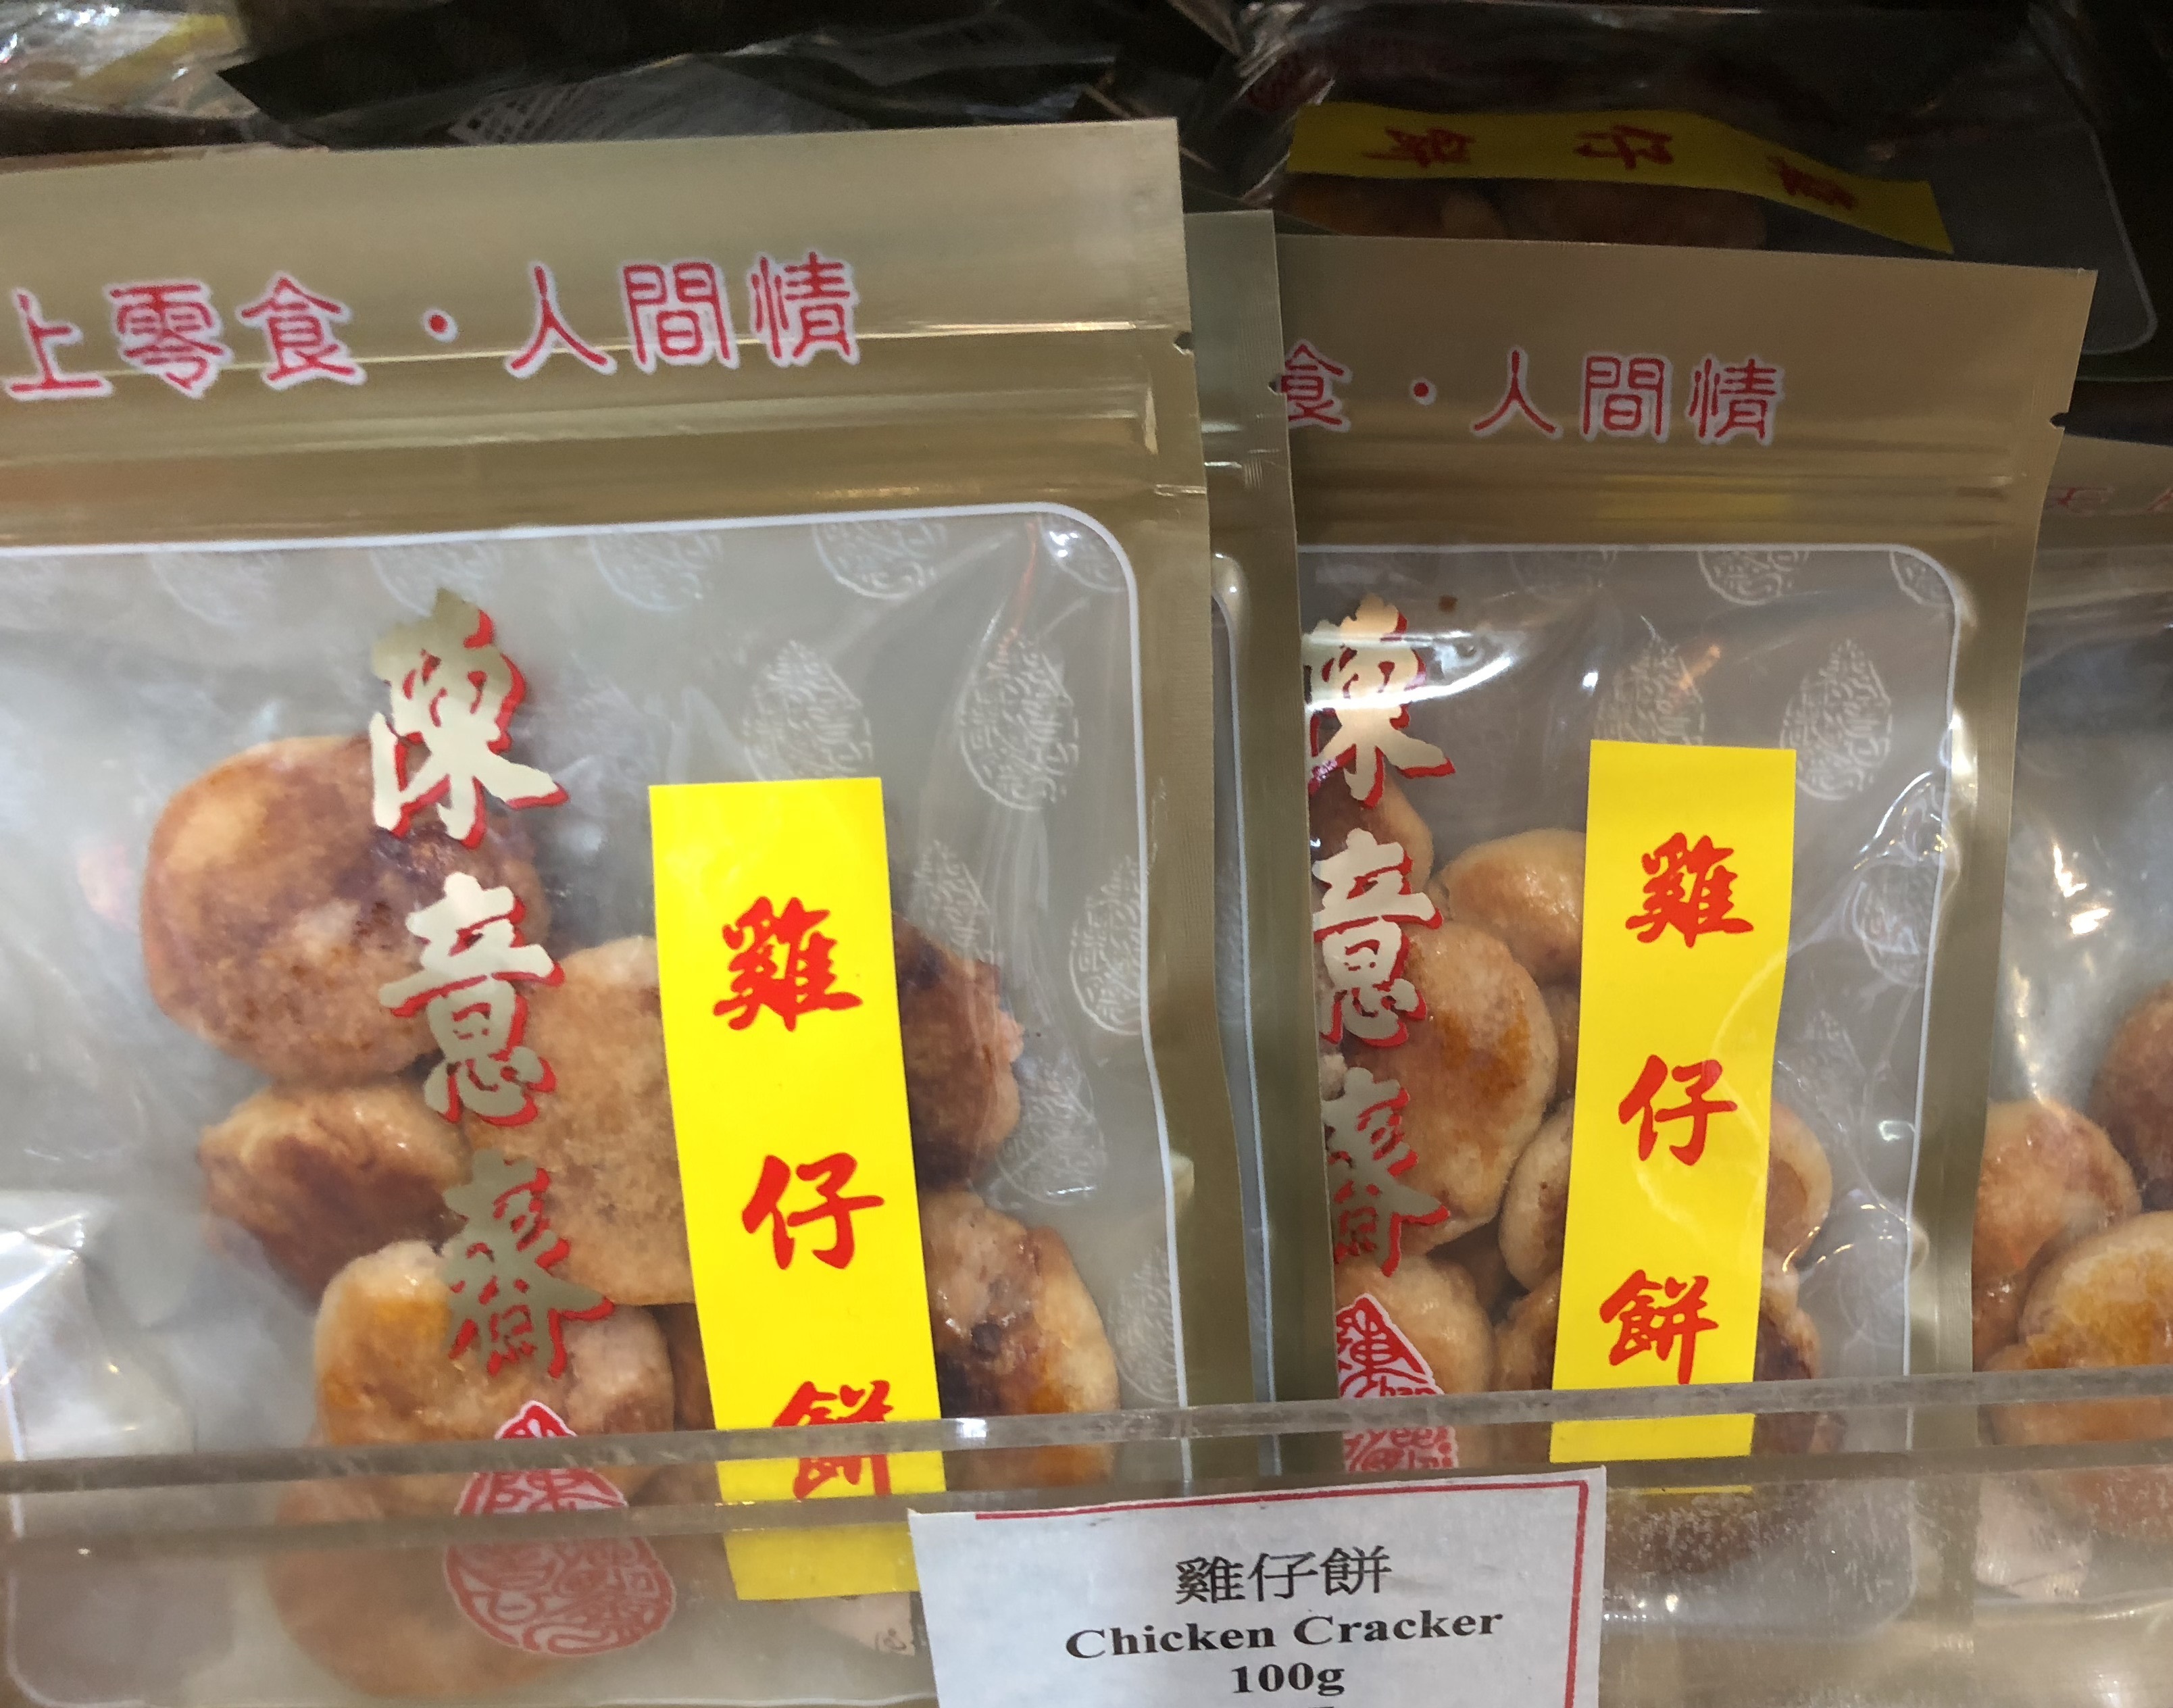 上零食・人間情
陳意齋
雞仔餅
食・人間情
陳意齋
雞仔餅
雞仔餅
Chicken Cracker
100g